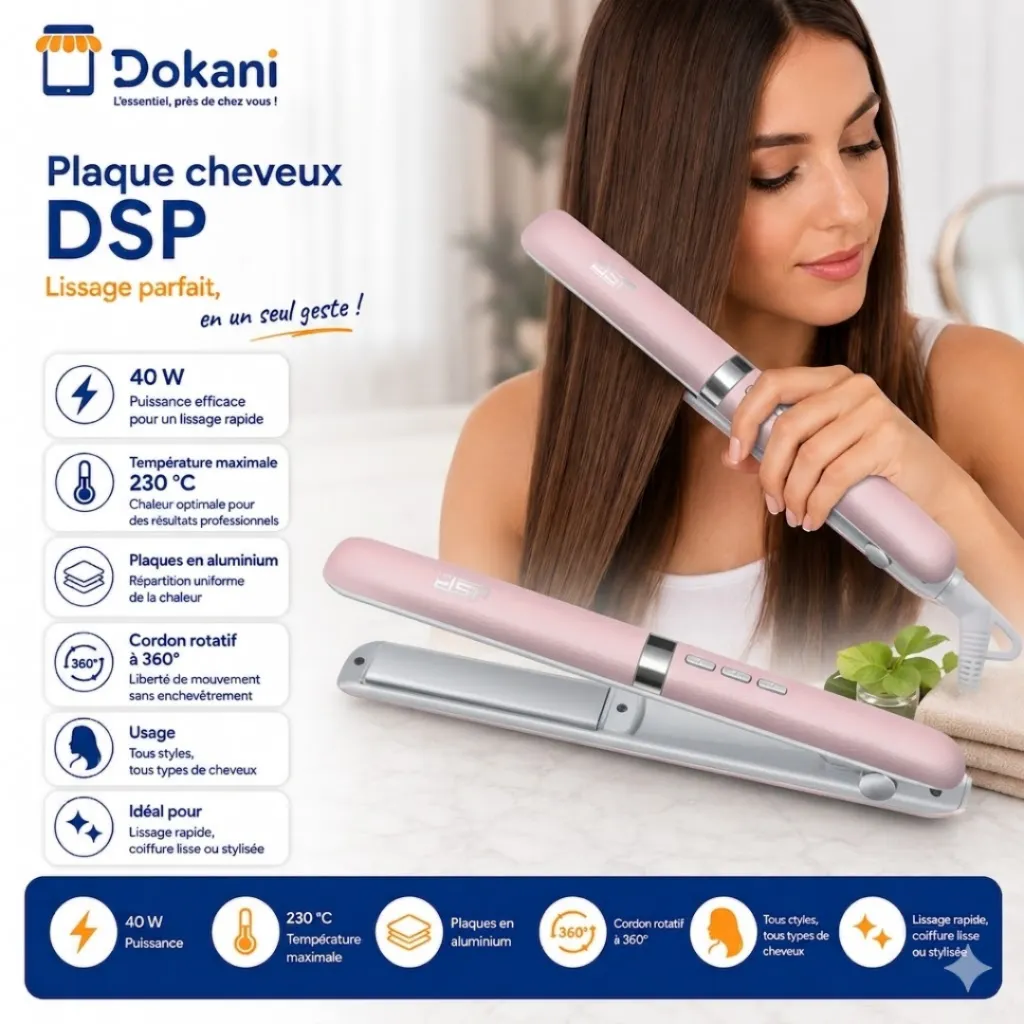 Dokani
L'essentiel, près de chez vous !
Plaque cheveux
DSP
Lissage parfait,
en un seul geste !
40 W
Puissance efficace
pour un lissage rapide
Température maximale
230 °C
Chaleur optimale pour
des résultats professionnels
Plaques en aluminium
Répartition uniforme
de la chaleur
360°
Cordon rotatif
à 360°
Liberté de mouvement
sans enchevêtrement
Usage
Tous styles,
tous types de cheveux
Idéal pour
Lissage rapide,
coiffure lisse ou stylisée
40 W
Puissance
230 °C
Température
maximale
Plaques en
aluminium
360°
Cordon rotatif
à 360°
Tous ctyles,
tous types de
cheveux
Lissage rapide,
coiffure lisse
ou stylisée